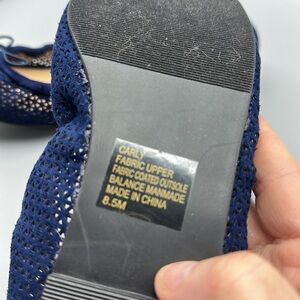 CARLY
FABRIC UPPER
FABRIC COATED OUTSOLE
BALANCE MANMADE
MADE IN CHINA
8.5M